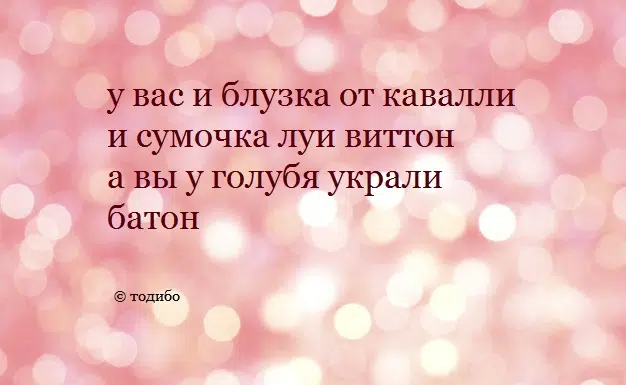 у вас и блузка от кавалли
и сумочка луи виттон
а вы у голубя украли
батон
© тодибо